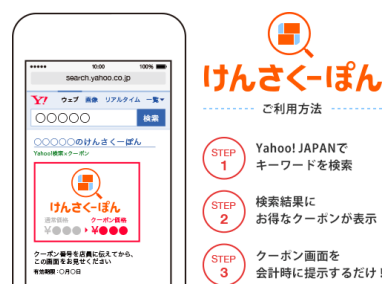 10:00
100%
search.yahoo.co.jp
Y!
ウェブ 画像 リアルタイム 一覧▼
○○○○○
検索
○○○○○のけんさくーぽん
Yahoo!検索×クーポン
けんさくーぽん
通常価格 クーポン価格
¥●●● ▶ ¥●●●
クーポン番号を店員に伝えてから、
この画面をお見せください
有効期限:○月○日
けんさくーぽん
ご利用方法
STEP
1
Yahoo! JAPANで
キーワードを検索
STEP
2
検索結果に
お得なクーポンが表示
STEP
3
クーポン画面を
会計時に提示するだけ!